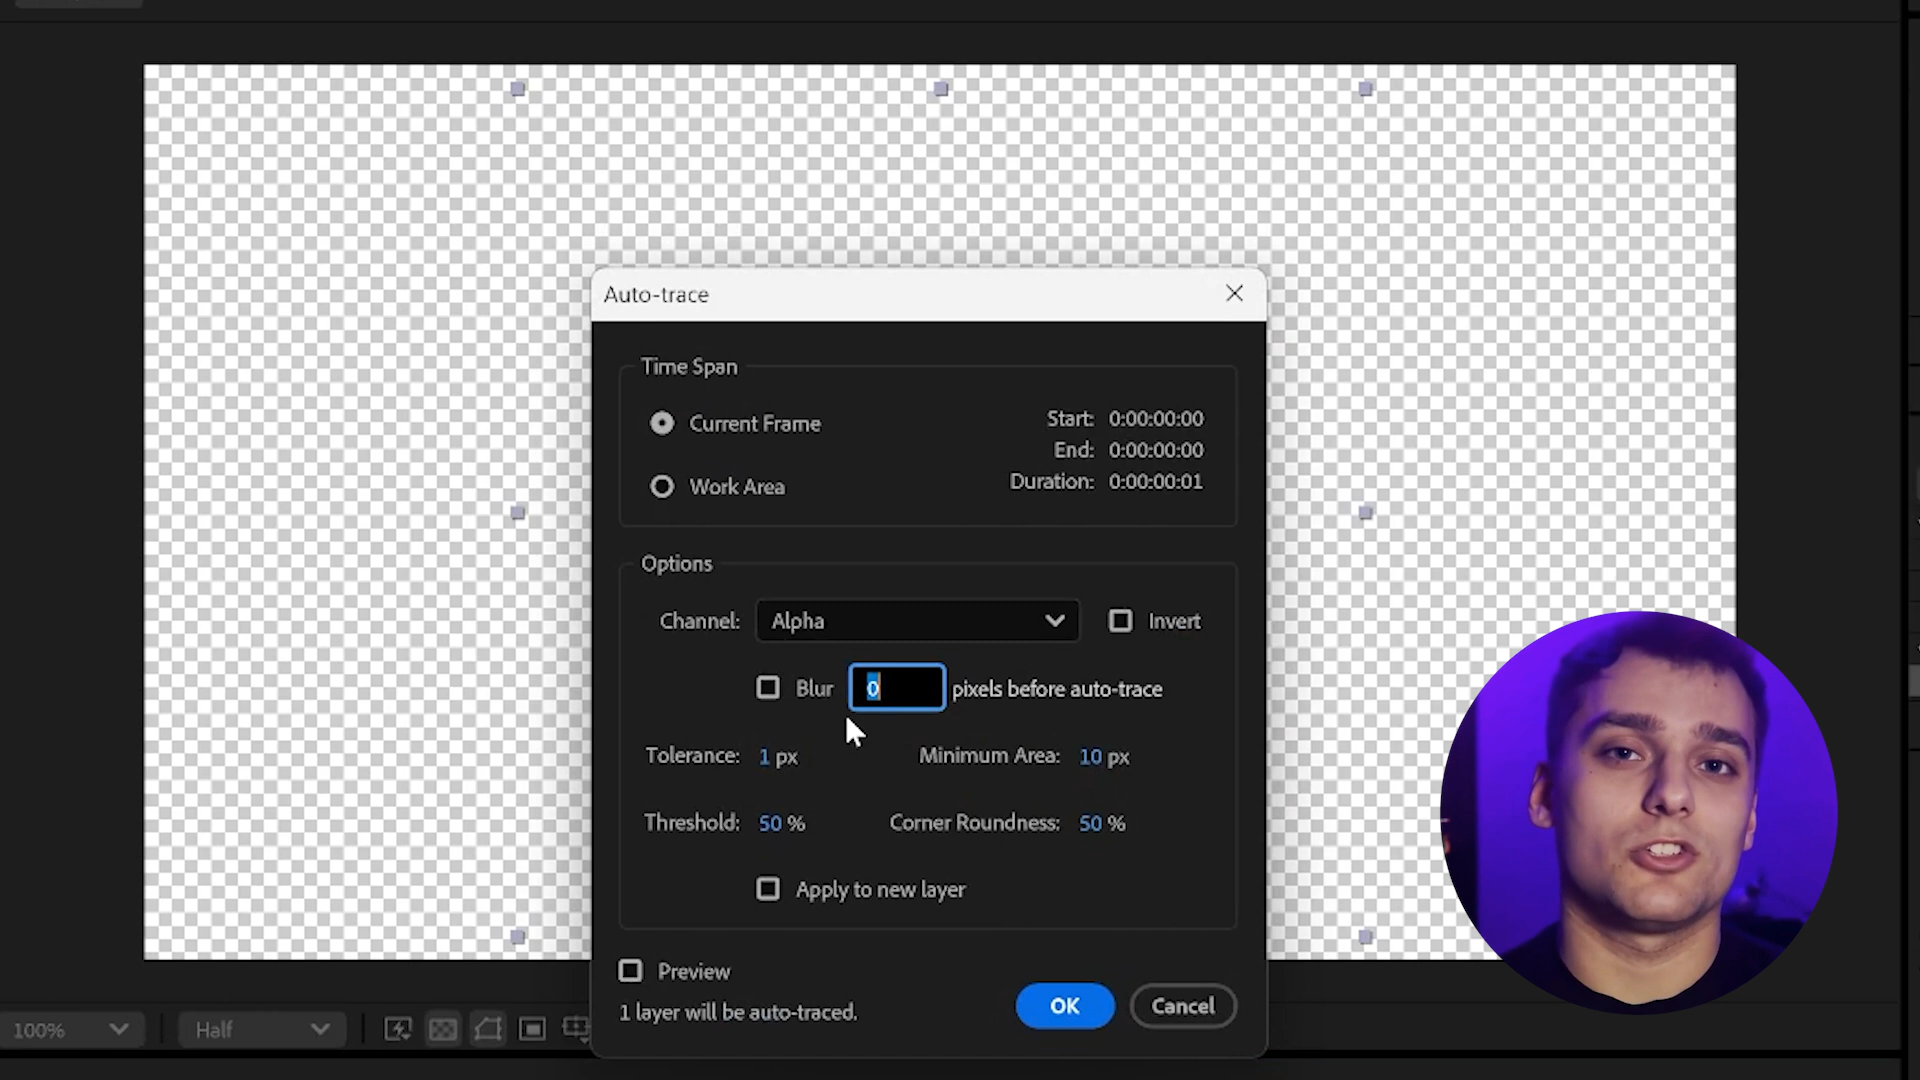 Auto-trace
Time Span
Current Frame
Start: 0:00:00:00
End: 0:00:00:00
Work Area
Duration: 0:00:00:01
Options
Channel: Alpha
Invert
Blur 0 pixels before auto-trace
Tolerance: 1 px
Minimum Area: 10 px
Threshold: 50 %
Corner Roundness: 50 %
Apply to new layer
Preview
1 layer will be auto-traced.
OK
Cancel
100%
Half